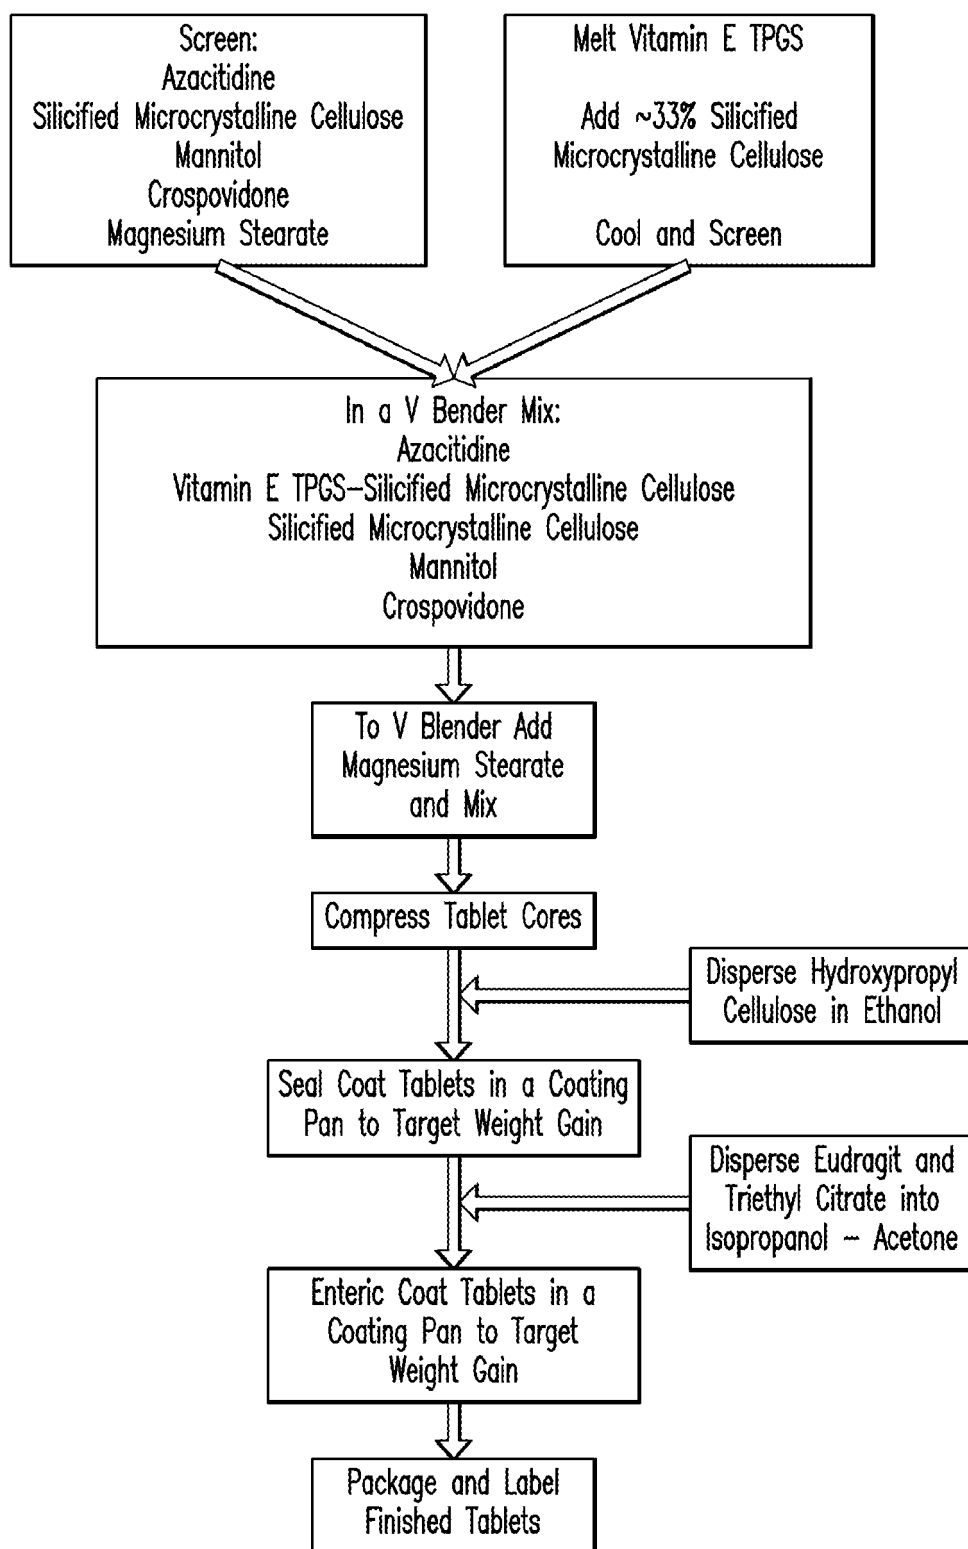 Screen:
Azacitidine
Silicified Microcrystalline Cellulose
Mannitol
Crospovidone
Magnesium Stearate
Melt Vitamin E TPGS
Add ~33% Silicified
Microcrystalline Cellulose
Cool and Screen
In a V Bender Mix:
Azacitidine
Vitamin E TPGS–Silicified Microcrystalline Cellulose
Silicified Microcrystalline Cellulose
Mannitol
Crospovidone
To V Blender Add
Magnesium Stearate
and Mix
Compress Tablet Cores
Disperse Hydroxypropyl
Cellulose in Ethanol
Seal Coat Tablets in a Coating
Pan to Target Weight Gain
Disperse Eudragit and
Triethyl Citrate into
Isopropanol – Acetone
Enteric Coat Tablets in a
Coating Pan to Target
Weight Gain
Package and Label
Finished Tablets